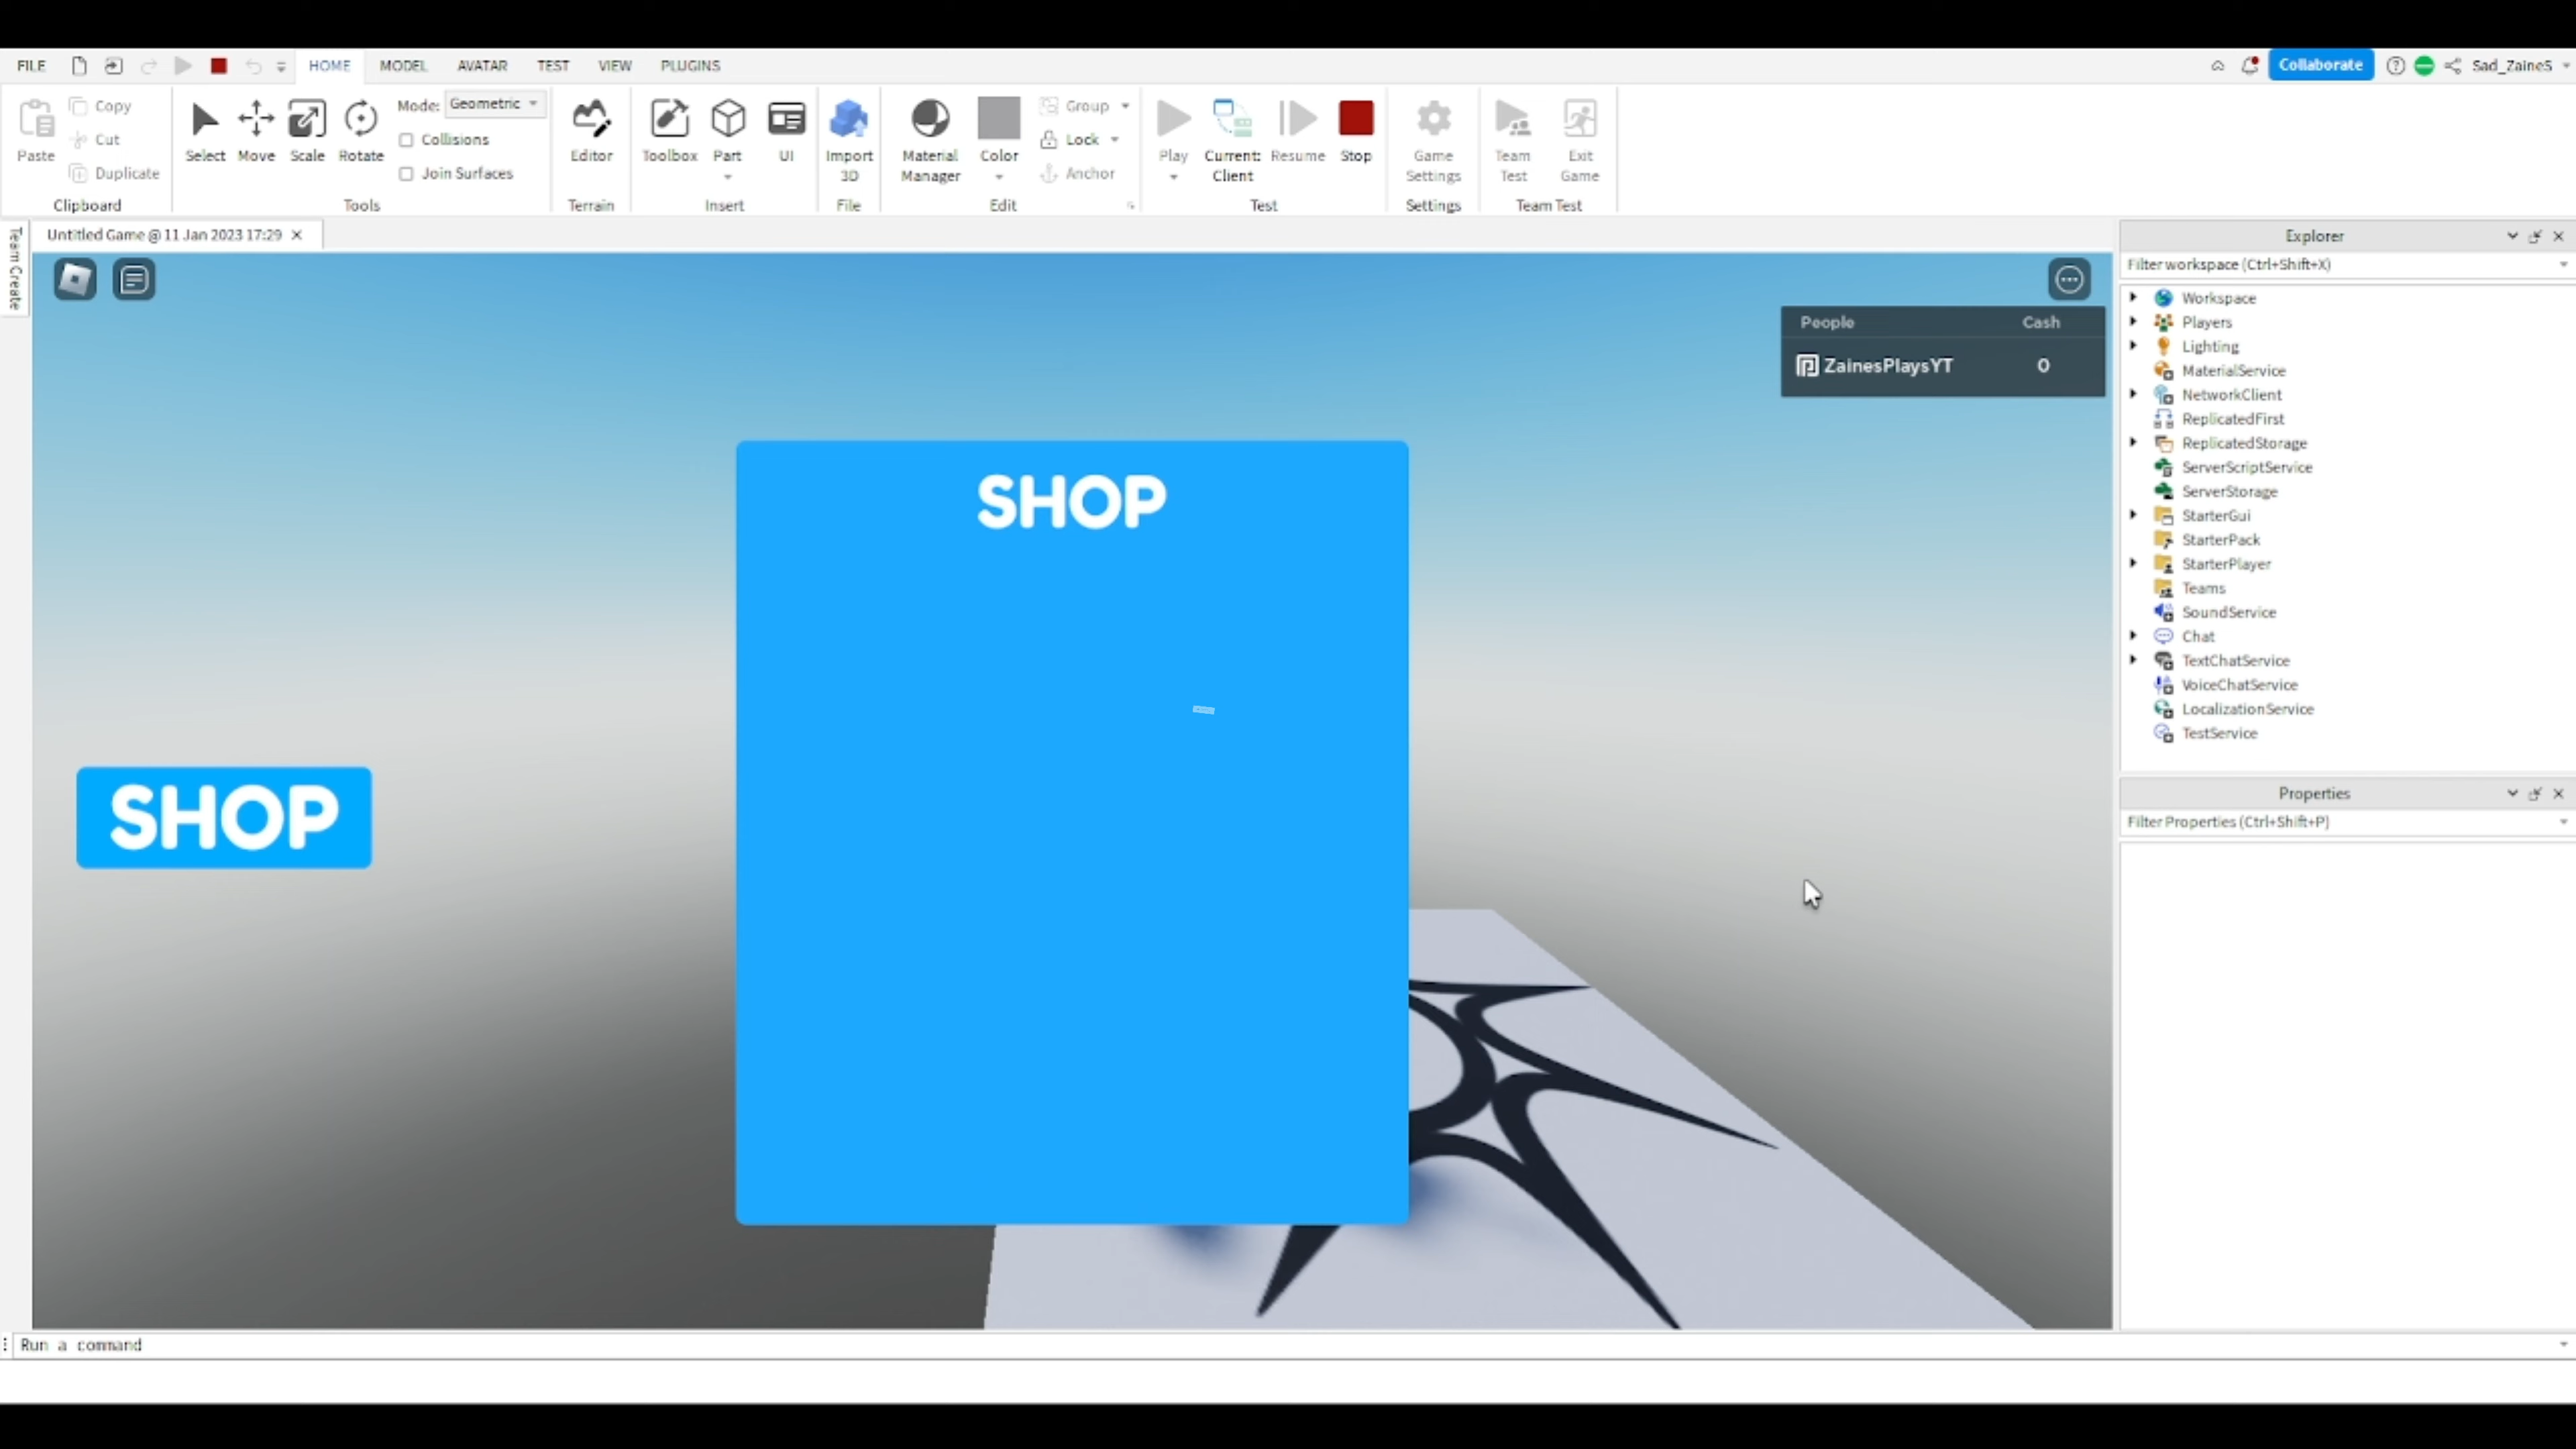 FILE HOME MODEL AVATAR TEST VIEW PLUGINS Collaborate Sad_ZaineS
Paste Copy Cut Duplicate
Clipboard
Select Move Scale Rotate
Mode: Geometric
Collisions
Join Surfaces
Tools
Editor
Terrain
Toolbox Part UI
Insert
Import 3D
File
Material Manager Color
Group
Lock
Anchor
Edit
Play Current: Client Resume Stop
Test
Game Settings
Settings
Team Test Exit Game
Team Test
Team Create
Untitled Game @ 11 Jan 2023 17:29
People Cash
ZainesPlaysYT 0
SHOP
SHOP
Explorer
Filter workspace (Ctrl+Shift+X)
Workspace
Players
Lighting
MaterialService
NetworkClient
ReplicatedFirst
ReplicatedStorage
ServerScriptService
ServerStorage
StarterGui
StarterPack
StarterPlayer
Teams
SoundService
Chat
TextChatService
VoiceChatService
LocalizationService
TestService
Properties
Filter Properties (Ctrl+Shift+P)
Run a command